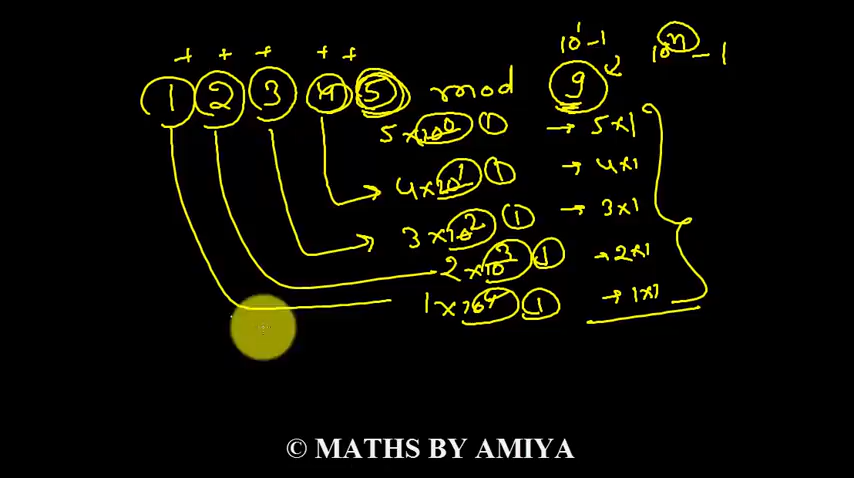 10¹-1 10ⁿ-1
+ + + + +
1 2 3 4 5 mod 9
5×10⁰ 1 → 5×1
4×10¹ 1 → 4×1
3×10² 1 → 3×1
2×10³ 1 → 2×1
1×10⁴ 1 → 1×1
© MATHS BY AMIYA